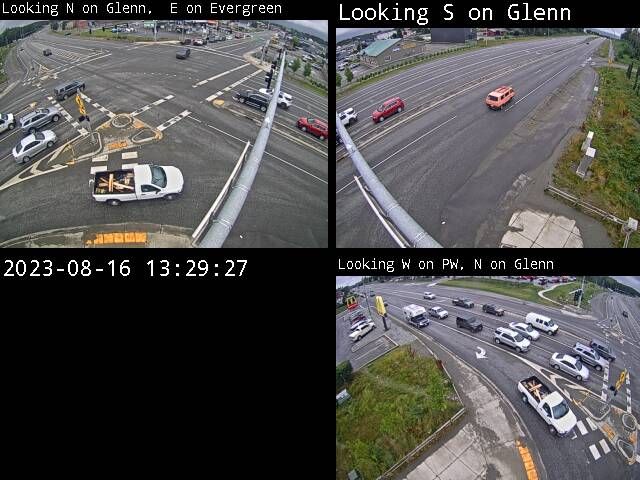 Looking N on Glenn, E on Evergreen
Looking S on Glenn
2023-08-16 13:29:27
Looking W on PW, N on Glenn